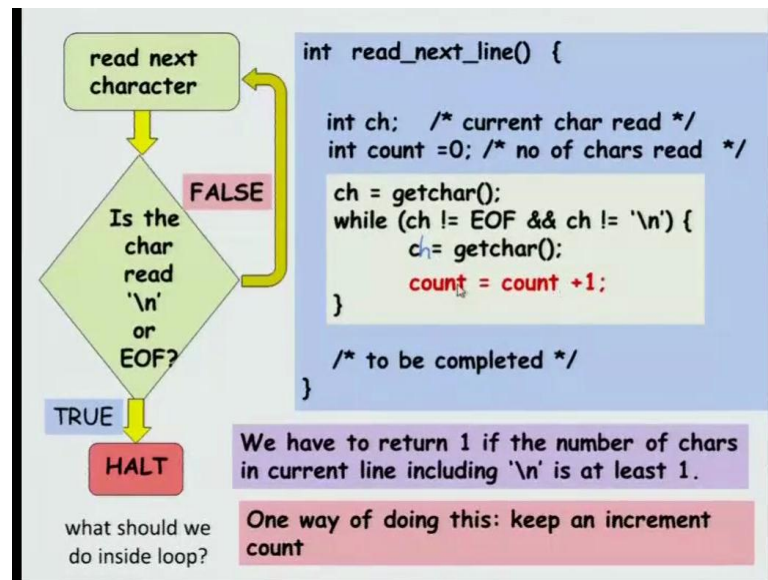 read next
character
FALSE
Is the
char
read
'\n'
or
EOF?
TRUE
HALT
what should we
do inside loop?
int read_next_line() {
int ch; /* current char read */
int count =0; /* no of chars read */
ch = getchar();
while (ch != EOF && ch != '\n') {
ch= getchar();
count = count +1;
}
/* to be completed */
}
We have to return 1 if the number of chars
in current line including '\n' is at least 1.
One way of doing this: keep an increment
count